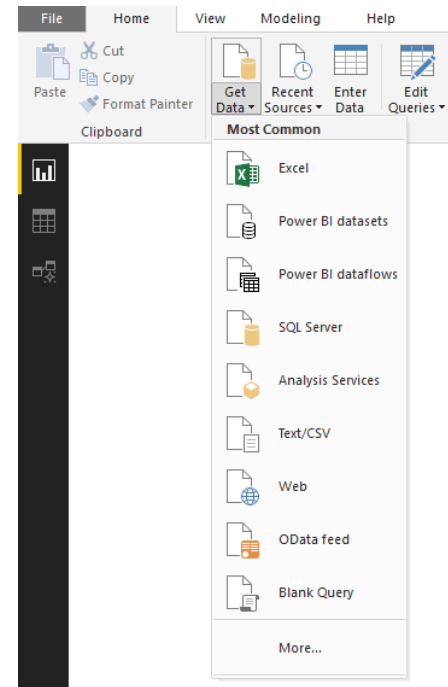 File Home View Modeling Help
Cut
Copy
Format Painter
Paste
Clipboard
Get Data
Recent Sources
Enter Data
Edit Queries
Most Common
Excel
Power BI datasets
Power BI dataflows
SQL Server
Analysis Services
Text/CSV
Web
OData feed
Blank Query
More...